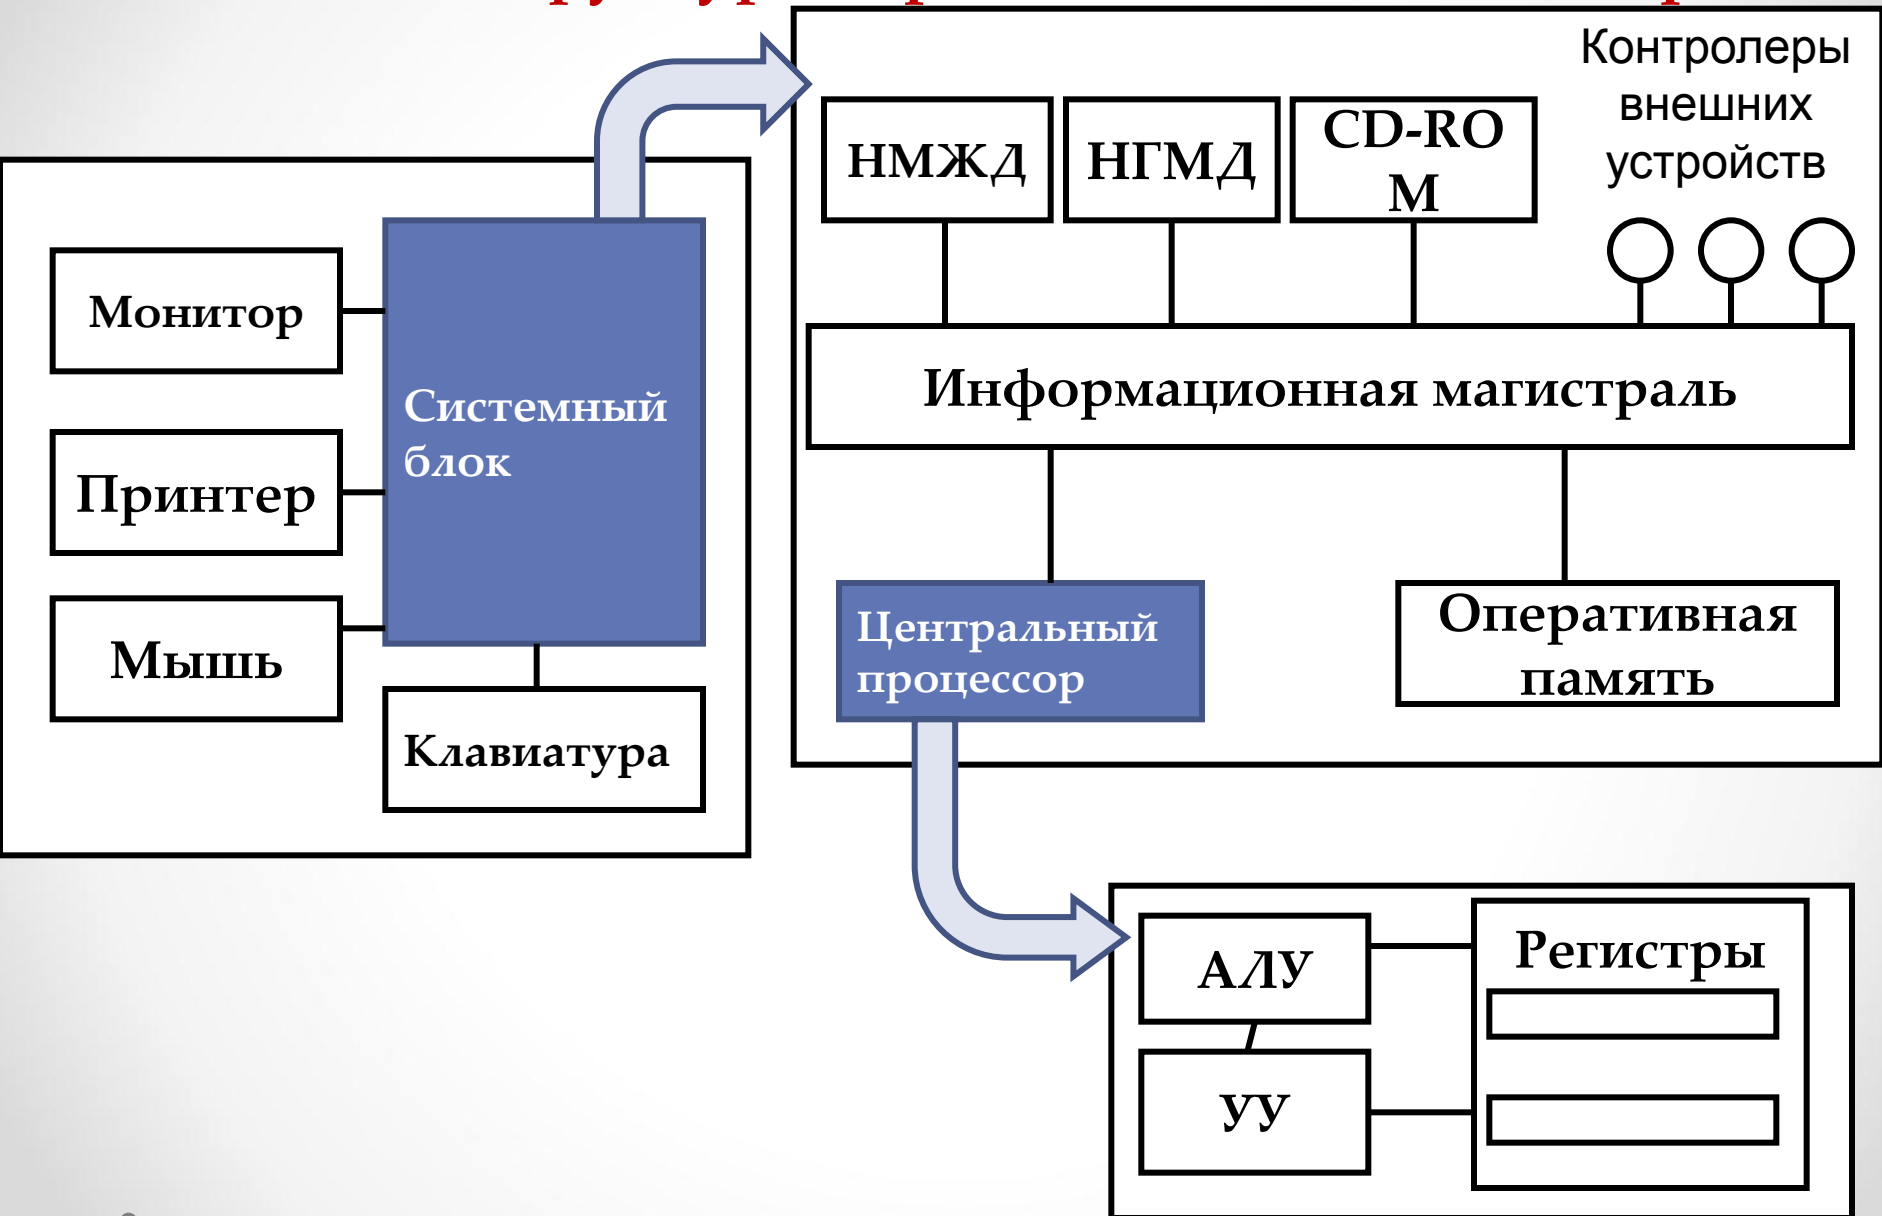 Монитор
Принтер
Мышь
Системный
блок
Клавиатура
НМЖД
НГМД
CD-RO
M
Контролеры
внешних
устройств
Информационная магистраль
Центральный
процессор
Оперативная
память
АЛУ
УУ
Регистры